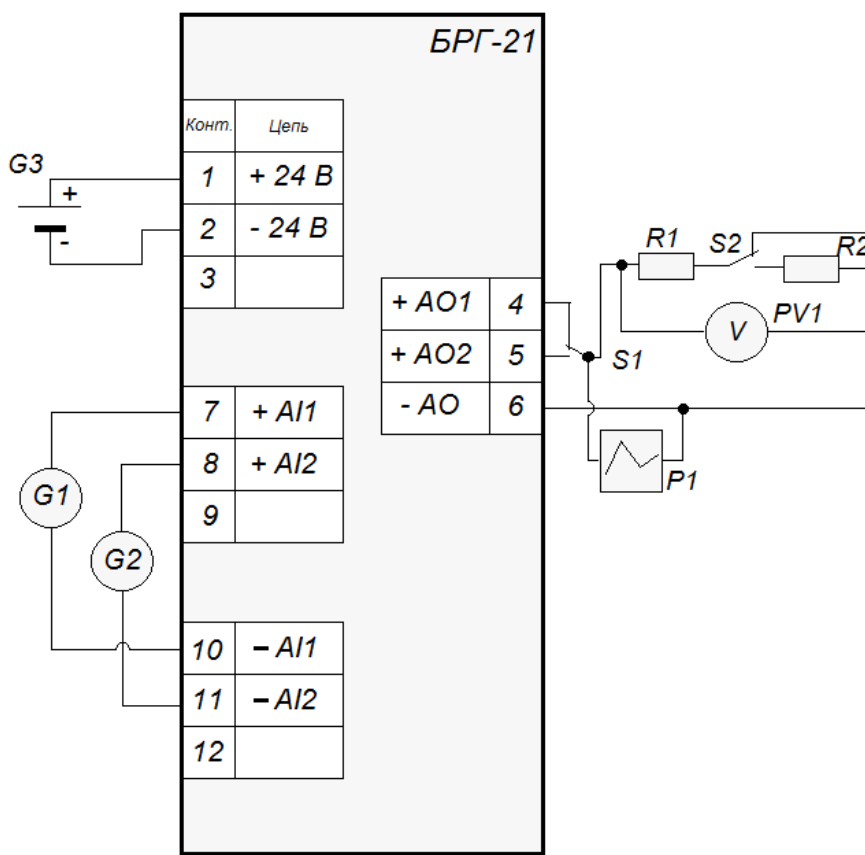 БРГ-21
Конт. Цепь
G3
+
-
1 + 24 В
2 - 24 В
3
+ AO1 4
+ AO2 5
- AO 6
S1
R1 S2 R2
V PV1
P1
7 + AI1
8 + AI2
9
G1
G2
10 – AI1
11 – AI2
12